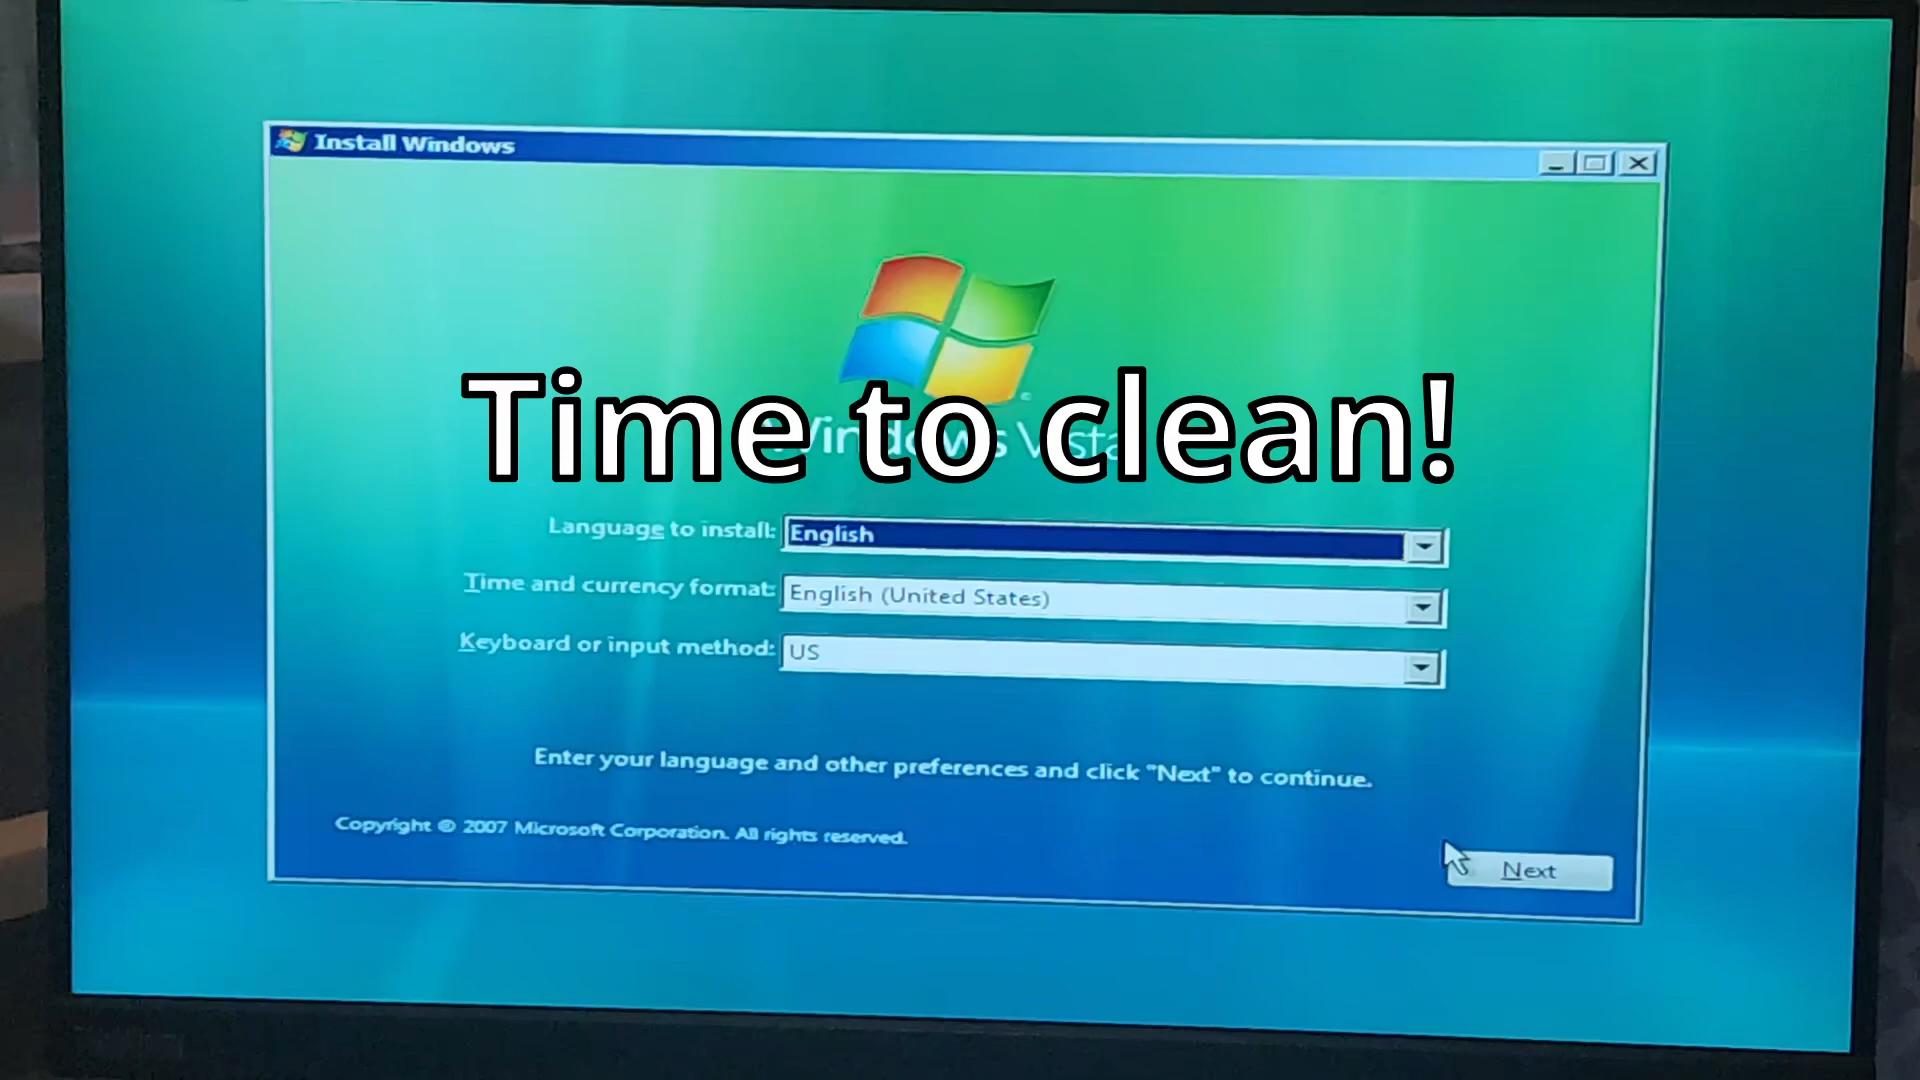 Install Windows
Windows Vista
Time to clean!
Language to install: English
Time and currency format: English (United States)
Keyboard or input method: US
Enter your language and other preferences and click "Next" to continue.
Copyright © 2007 Microsoft Corporation. All rights reserved.
Next